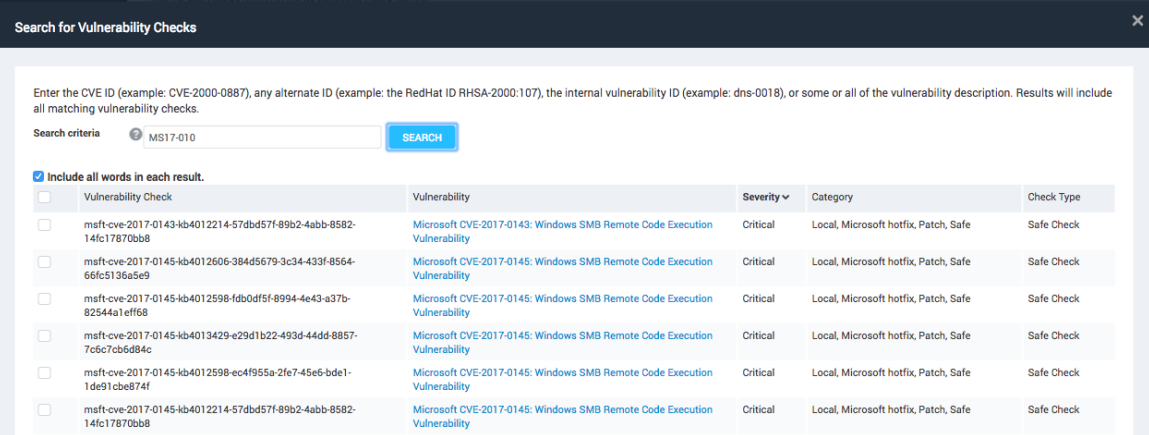 Search for Vulnerability Checks
Enter the CVE ID (example: CVE-2000-0887), any alternate ID (example: the RedHat ID RHSA-2000:107), the internal vulnerability ID (example: dns-0018), or some or all of the vulnerability description. Results will include
all matching vulnerability checks.
Search criteria ? MS17-010 SEARCH
Include all words in each result.
Vulnerability Check Vulnerability Severity Category Check Type
msft-cve-2017-0143-kb4012214-57dbd57f-89b2-4abb-8582- Microsoft CVE-2017-0143: Windows SMB Remote Code Execution Critical Local, Microsoft hotfix, Patch, Safe Safe Check
14fc17870bb8 Vulnerability
msft-cve-2017-0145-kb4012606-384d5679-3c34-433f-8564- Microsoft CVE-2017-0145: Windows SMB Remote Code Execution Critical Local, Microsoft hotfix, Patch, Safe Safe Check
66fc5136a5e9 Vulnerability
msft-cve-2017-0145-kb4012598-fdb0df5f-8994-4e43-a37b- Microsoft CVE-2017-0145: Windows SMB Remote Code Execution Critical Local, Microsoft hotfix, Patch, Safe Safe Check
82544a1eff68 Vulnerability
msft-cve-2017-0145-kb4013429-e29d1b22-493d-44dd-8857- Microsoft CVE-2017-0145: Windows SMB Remote Code Execution Critical Local, Microsoft hotfix, Patch, Safe Safe Check
7c6c7cb6d84c Vulnerability
msft-cve-2017-0145-kb4012598-ec4f955a-2fe7-45e6-bde1- Microsoft CVE-2017-0145: Windows SMB Remote Code Execution Critical Local, Microsoft hotfix, Patch, Safe Safe Check
1de91cbe874f Vulnerability
msft-cve-2017-0145-kb4012214-57dbd57f-89b2-4abb-8582- Microsoft CVE-2017-0145: Windows SMB Remote Code Execution Critical Local, Microsoft hotfix, Patch, Safe Safe Check
14fc17870bb8 Vulnerability